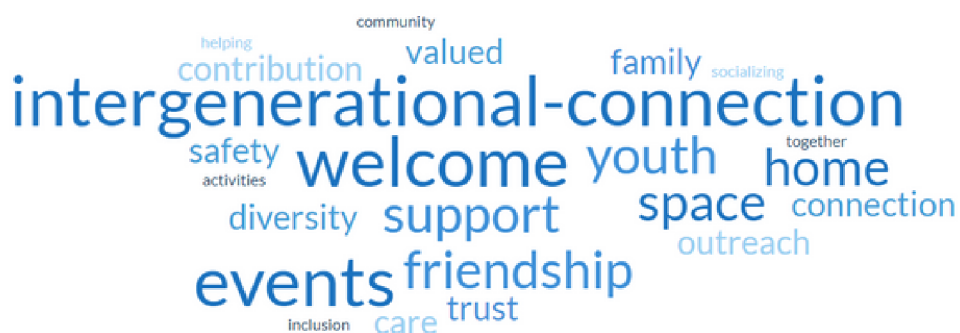 community
helping
valued
family
contribution
socializing
intergenerational-connection
safety
welcome
youth
together
home
activities
diversity
support
space
connection
outreach
events
friendship
trust
inclusion
care